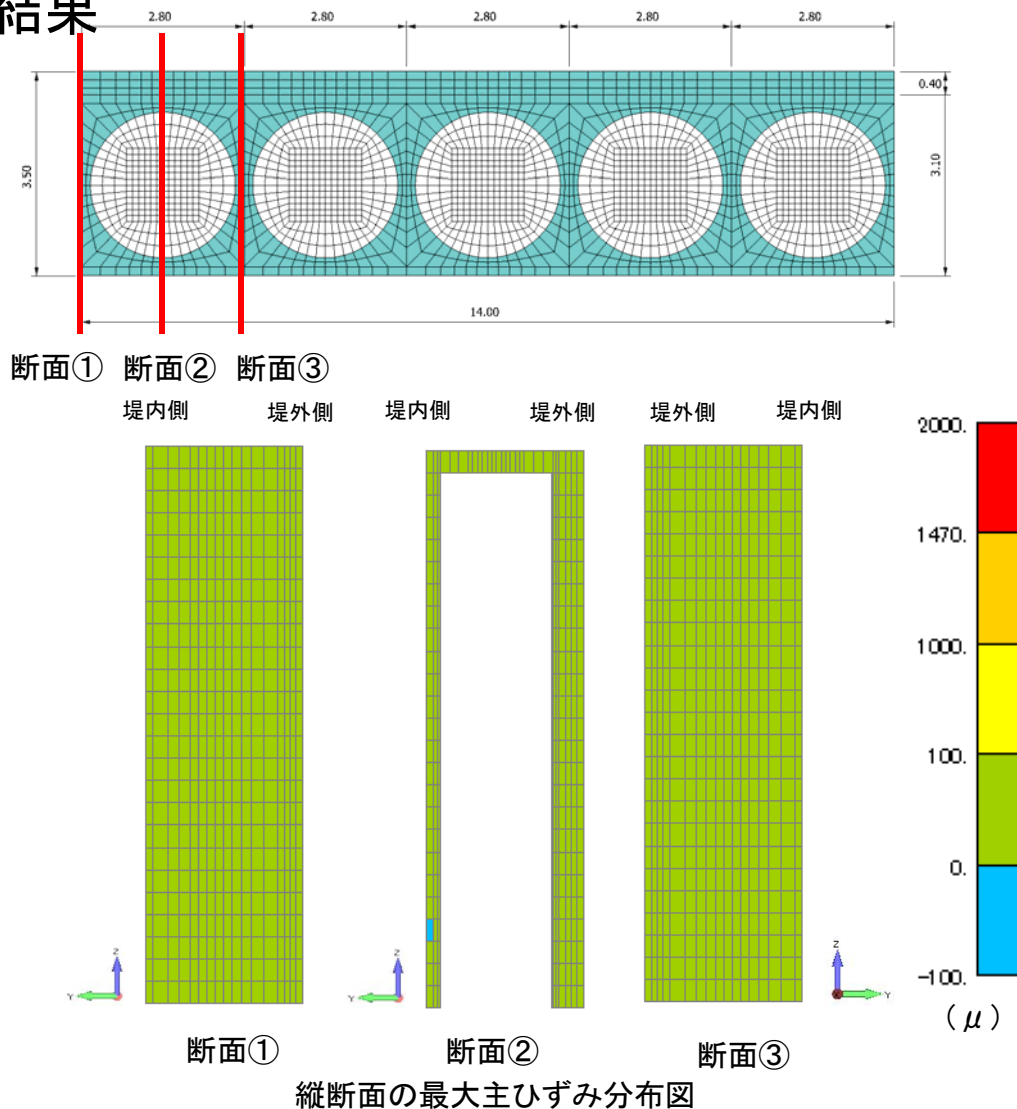 結果
2.80 2.80 2.80 2.80 2.80
0.40
3.50
3.10
14.00
断面① 断面② 断面③
堤内側 堤外側 堤内側 堤外側 堤外側 堤内側
2000.
1470.
1000.
100.
0.
-100.
(μ)
Z Y
Z Y
Z Y
断面① 断面② 断面③
縦断面の最大主ひずみ分布図